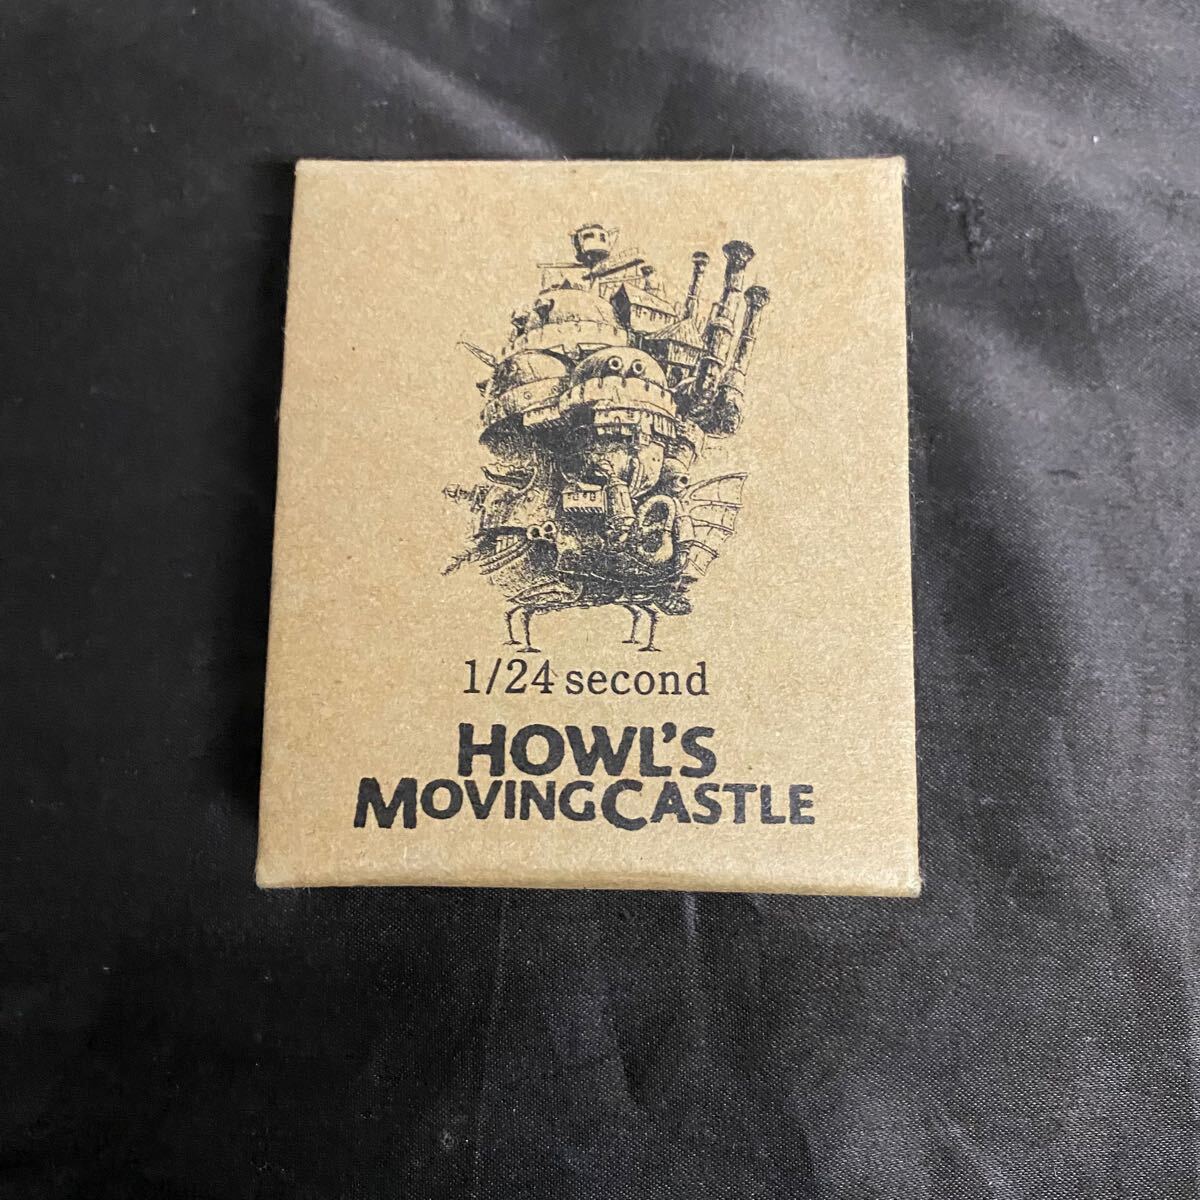 1/24 second
HOWL'S
MOVING CASTLE